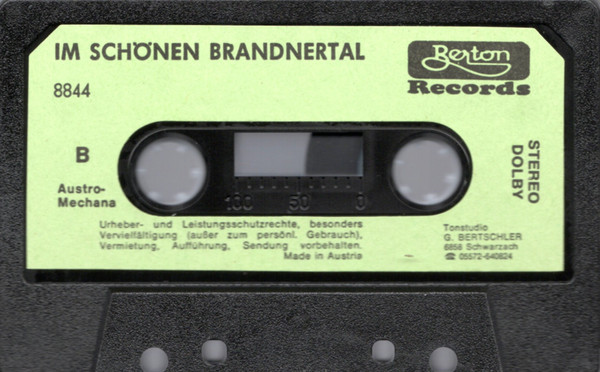 IM SCHÖNEN BRANDNERTAL
8844
Berton
Records
B
Austro-
Mechana
100 50 0
STEREO
DOLBY
Urheber- und Leistungsschutzrechte, besonders
Vervielfältigung (außer zum persönl. Gebrauch),
Vermietung, Aufführung, Sendung vorbehalten.
Made in Austria
Tonstudio
G. BERTSCHLER
6858 Schwarzach
☎ 05572-640824